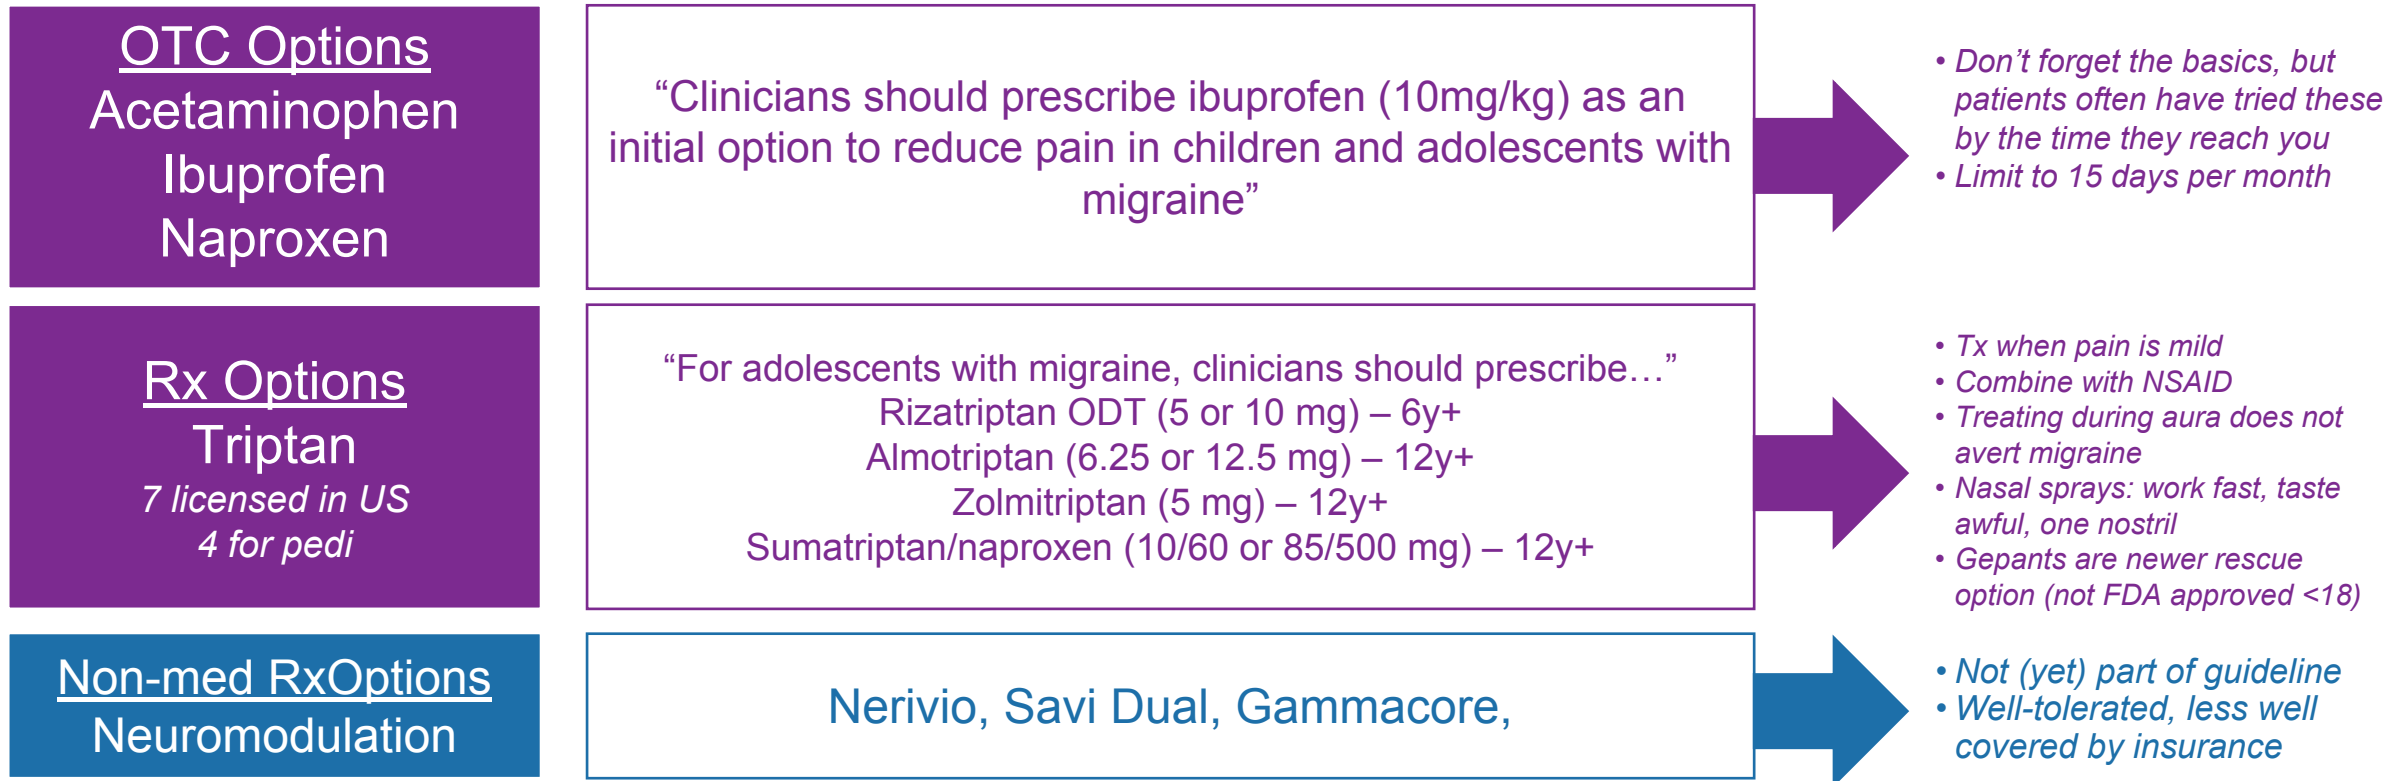 OTC Options
Acetaminophen
Ibuprofen
Naproxen
“Clinicians should prescribe ibuprofen (10mg/kg) as an
initial option to reduce pain in children and adolescents with
migraine”
• Don’t forget the basics, but
patients often have tried these
by the time they reach you
• Limit to 15 days per month
Rx Options
Triptan
7 licensed in US
4 for pedi
“For adolescents with migraine, clinicians should prescribe…”
Rizatriptan ODT (5 or 10 mg) – 6y+
Almotriptan (6.25 or 12.5 mg) – 12y+
Zolmitriptan (5 mg) – 12y+
Sumatriptan/naproxen (10/60 or 85/500 mg) – 12y+
• Tx when pain is mild
• Combine with NSAID
• Treating during aura does not
avert migraine
• Nasal sprays: work fast, taste
awful, one nostril
• Gepants are newer rescue
option (not FDA approved <18)
Non-med RxOptions
Neuromodulation
Nerivio, Savi Dual, Gammacore,
• Not (yet) part of guideline
• Well-tolerated, less well
covered by insurance